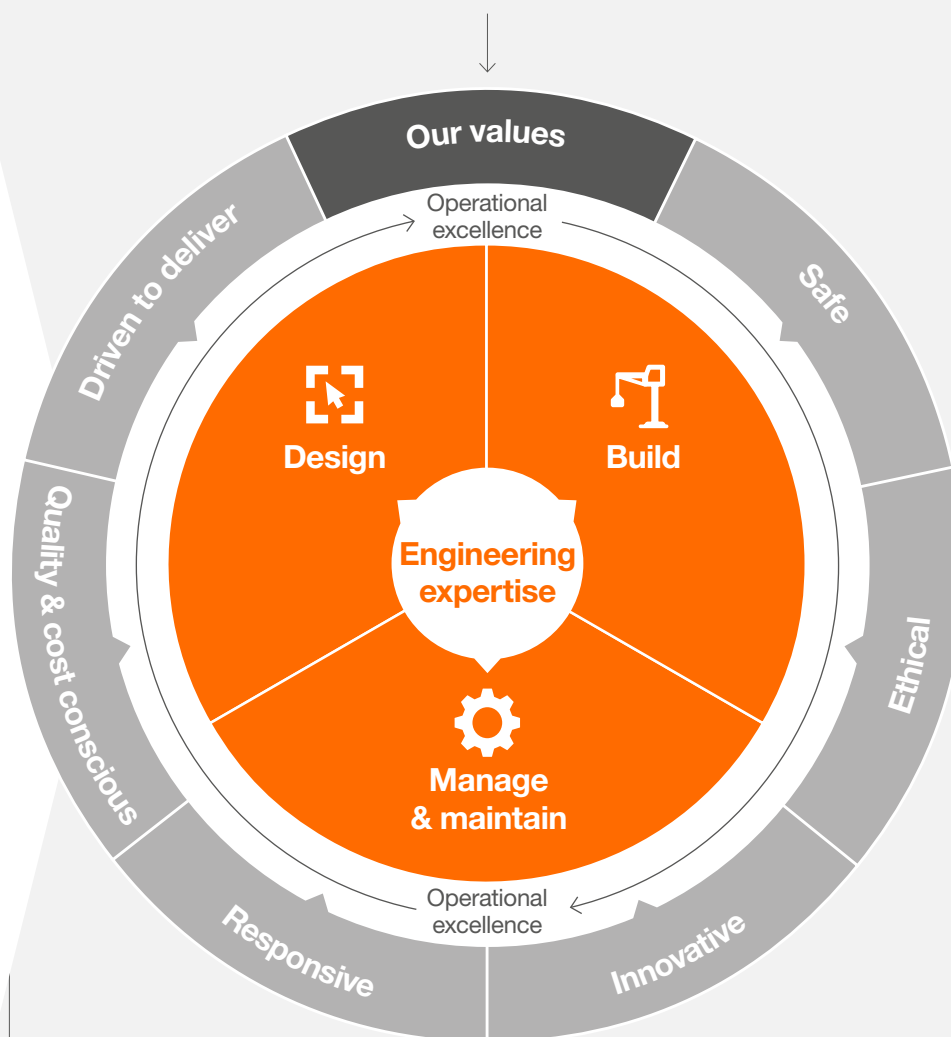 Our values
Operational
excellence
Driven to deliver
Safe
Design
Build
Engineering
expertise
Quality & cost conscious
Ethical
Manage
& maintain
Operational
excellence
Responsive
Innovative